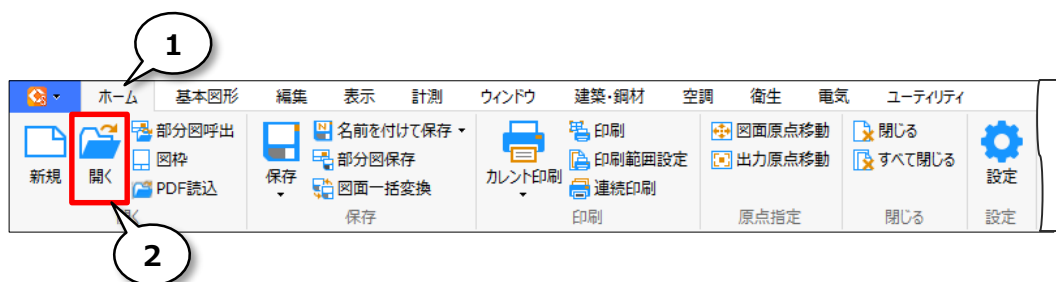 1
ホーム 基本図形 編集 表示 計測 ウィンドウ 建築・鋼材 空調 衛生 電気 ユーティリティ
新規
開く
部分図呼出
図枠
PDF読込
保存
名前を付けて保存
部分図保存
図面一括変換
保存
カレント印刷
印刷
印刷範囲設定
連続印刷
印刷
図面原点移動
出力原点移動
原点指定
閉じる
すべて閉じる
閉じる
設定
設定
2